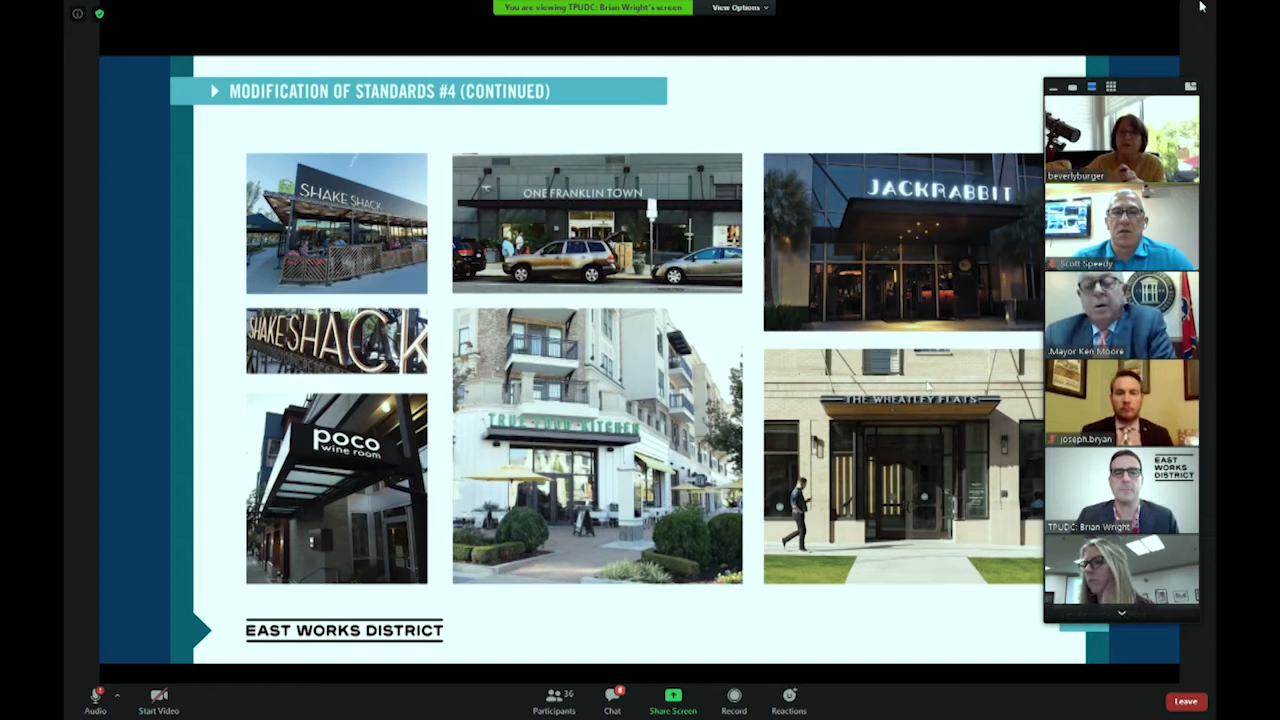 You are viewing TPUDC: Brian Wright's screen
View Options
MODIFICATION OF STANDARDS #4 (CONTINUED)
SHAKE SHACK
ONE FRANKLIN TOWN
JACKRABBIT
beverlyburger
Scott Speedy
SHAKE SHACK
Mayor Ken Moore
poco
wine room
TRUE FOOD KITCHEN
THE WHEATLEY FLATS
joseph.bryan
EAST
WORKS
DISTRICT
TPUDC: Brian Wright
EAST WORKS DISTRICT
Audio
Start Video
Participants
36
Chat
8
Share Screen
Record
Reactions
Leave